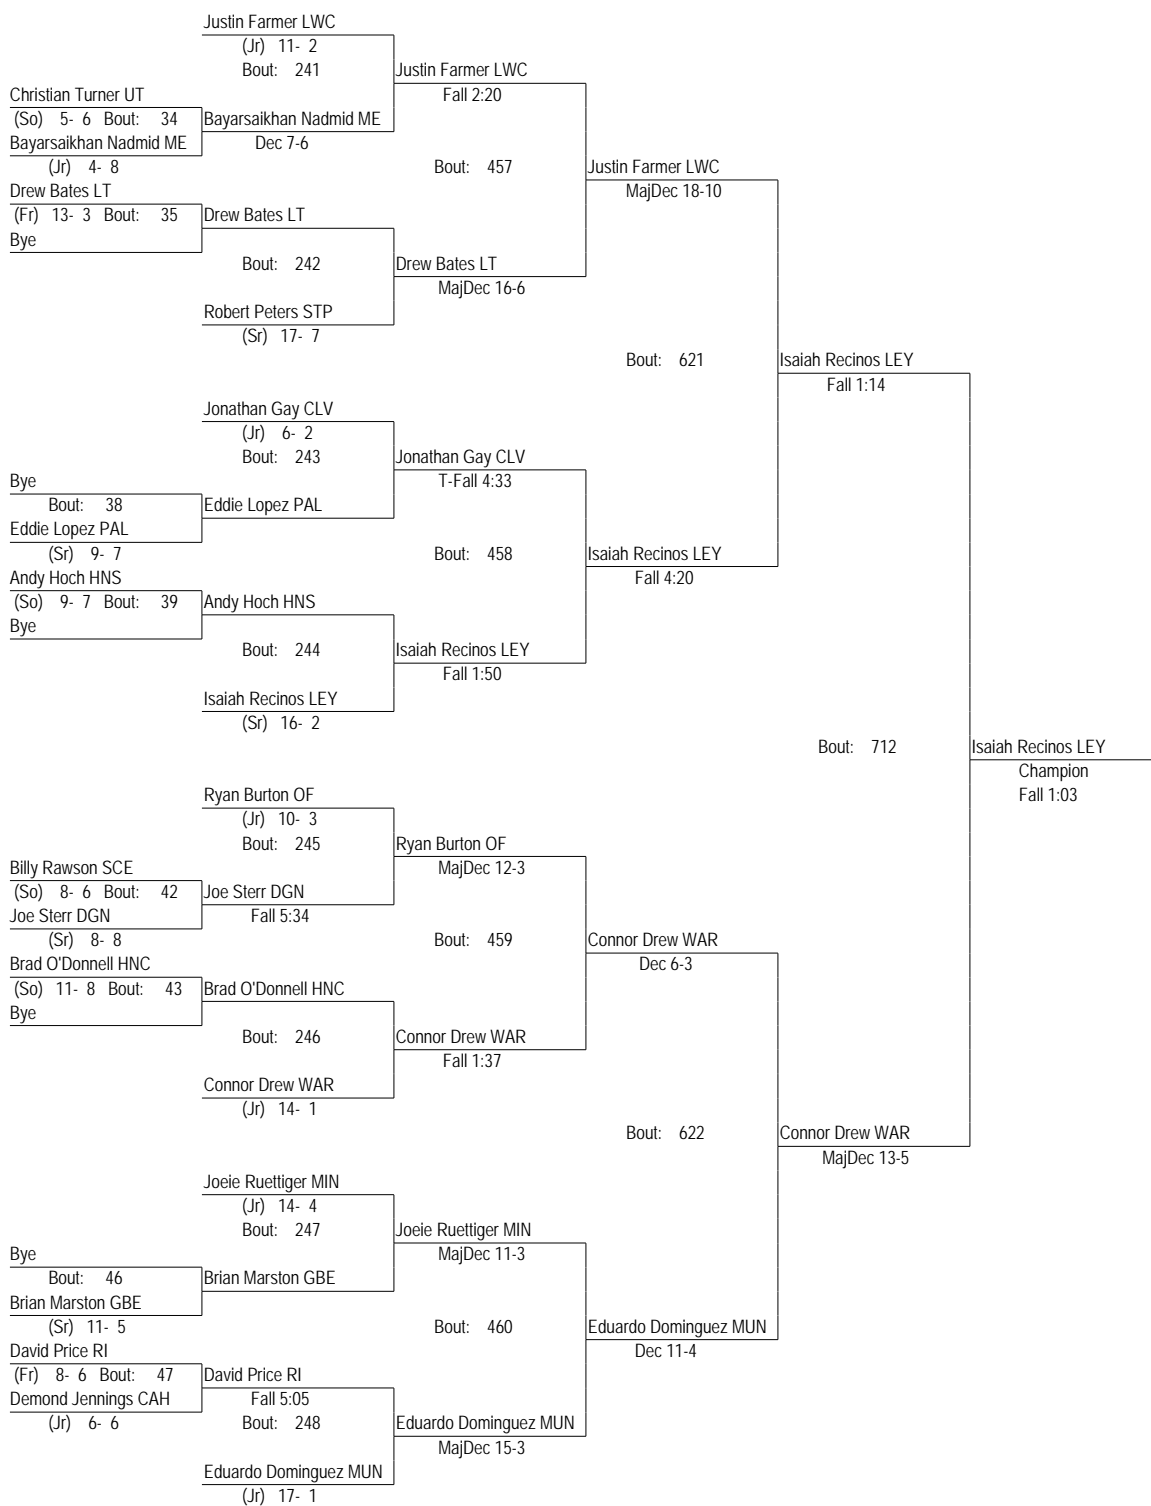 Justin Farmer LWC
(Jr) 11- 2
Bout: 241
Justin Farmer LWC
Fall 2:20
Christian Turner UT
(So) 5- 6 Bout: 34
Bayarsaikhan Nadmid ME
Dec 7-6
Bayarsaikhan Nadmid ME
(Jr) 4- 8
Bout: 457
Justin Farmer LWC
MajDec 18-10
Drew Bates LT
(Fr) 13- 3 Bout: 35
Drew Bates LT
Bye
Bout: 242
Drew Bates LT
MajDec 16-6
Robert Peters STP
(Sr) 17- 7
Bout: 621
Isaiah Recinos LEY
Fall 1:14
Jonathan Gay CLV
(Jr) 6- 2
Bout: 243
Jonathan Gay CLV
T-Fall 4:33
Bye
Bout: 38
Eddie Lopez PAL
Eddie Lopez PAL
(Sr) 9- 7
Bout: 458
Isaiah Recinos LEY
Fall 4:20
Andy Hoch HNS
(So) 9- 7 Bout: 39
Andy Hoch HNS
Bye
Bout: 244
Isaiah Recinos LEY
Fall 1:50
Isaiah Recinos LEY
(Sr) 16- 2
Bout: 712
Isaiah Recinos LEY
Champion
Fall 1:03
Ryan Burton OF
(Jr) 10- 3
Bout: 245
Ryan Burton OF
MajDec 12-3
Billy Rawson SCE
(So) 8- 6 Bout: 42
Joe Sterr DGN
Fall 5:34
Joe Sterr DGN
(Sr) 8- 8
Bout: 459
Connor Drew WAR
Dec 6-3
Brad O'Donnell HNC
(So) 11- 8 Bout: 43
Brad O'Donnell HNC
Bye
Bout: 246
Connor Drew WAR
Fall 1:37
Connor Drew WAR
(Jr) 14- 1
Bout: 622
Connor Drew WAR
MajDec 13-5
Joeie Ruettiger MIN
(Jr) 14- 4
Bout: 247
Joeie Ruettiger MIN
MajDec 11-3
Bye
Bout: 46
Brian Marston GBE
Brian Marston GBE
(Sr) 11- 5
Bout: 460
Eduardo Dominguez MUN
Dec 11-4
David Price RI
(Fr) 8- 6 Bout: 47
David Price RI
Fall 5:05
Demond Jennings CAH
(Jr) 6- 6
Bout: 248
Eduardo Dominguez MUN
MajDec 15-3
Eduardo Dominguez MUN
(Jr) 17- 1